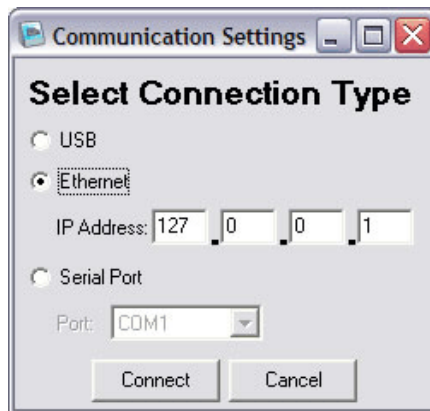 Communication Settings
Select Connection Type
USB
Ethernet
IP Address: 127 . 0 . 0 . 1
Serial Port
Port: COM1
Connect Cancel